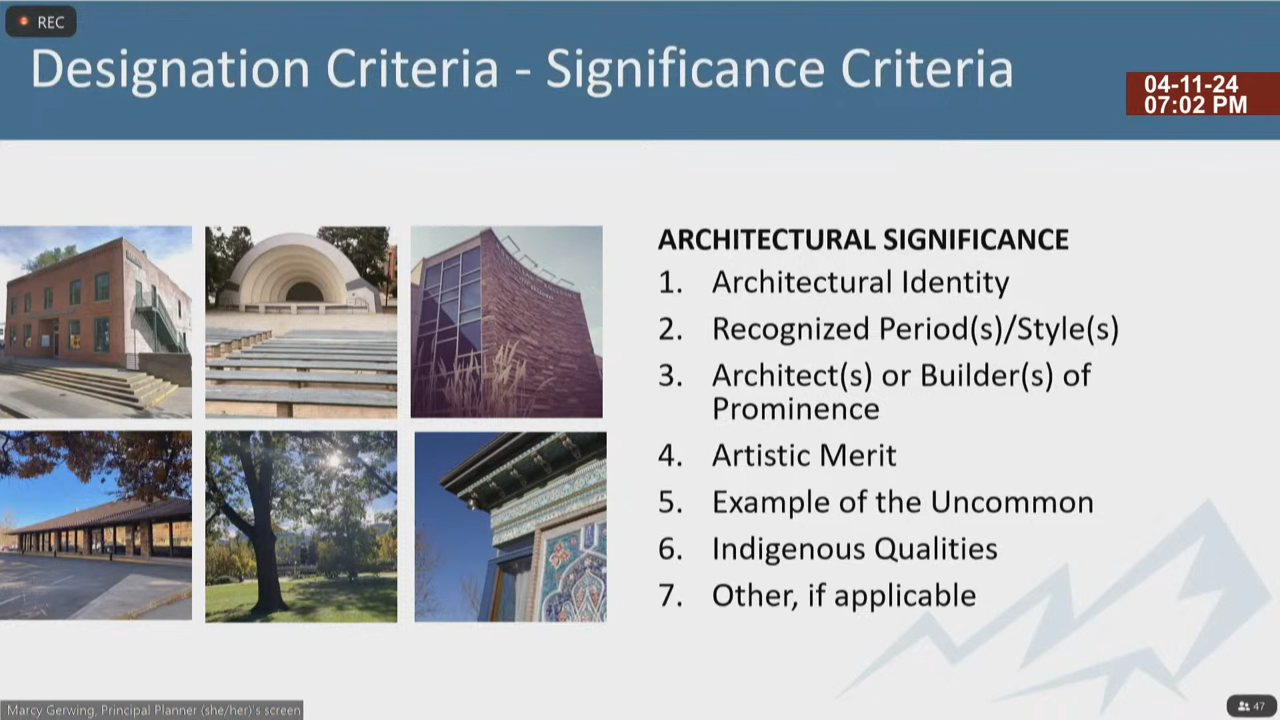 REC
Designation Criteria - Significance Criteria
04-11-24
07:02 PM
ARCHITECTURAL SIGNIFICANCE
1. Architectural Identity
2. Recognized Period(s)/Style(s)
3. Architect(s) or Builder(s) of
Prominence
4. Artistic Merit
5. Example of the Uncommon
6. Indigenous Qualities
7. Other, if applicable
Marcy Gerwing, Principal Planner (she/her)'s screen
47